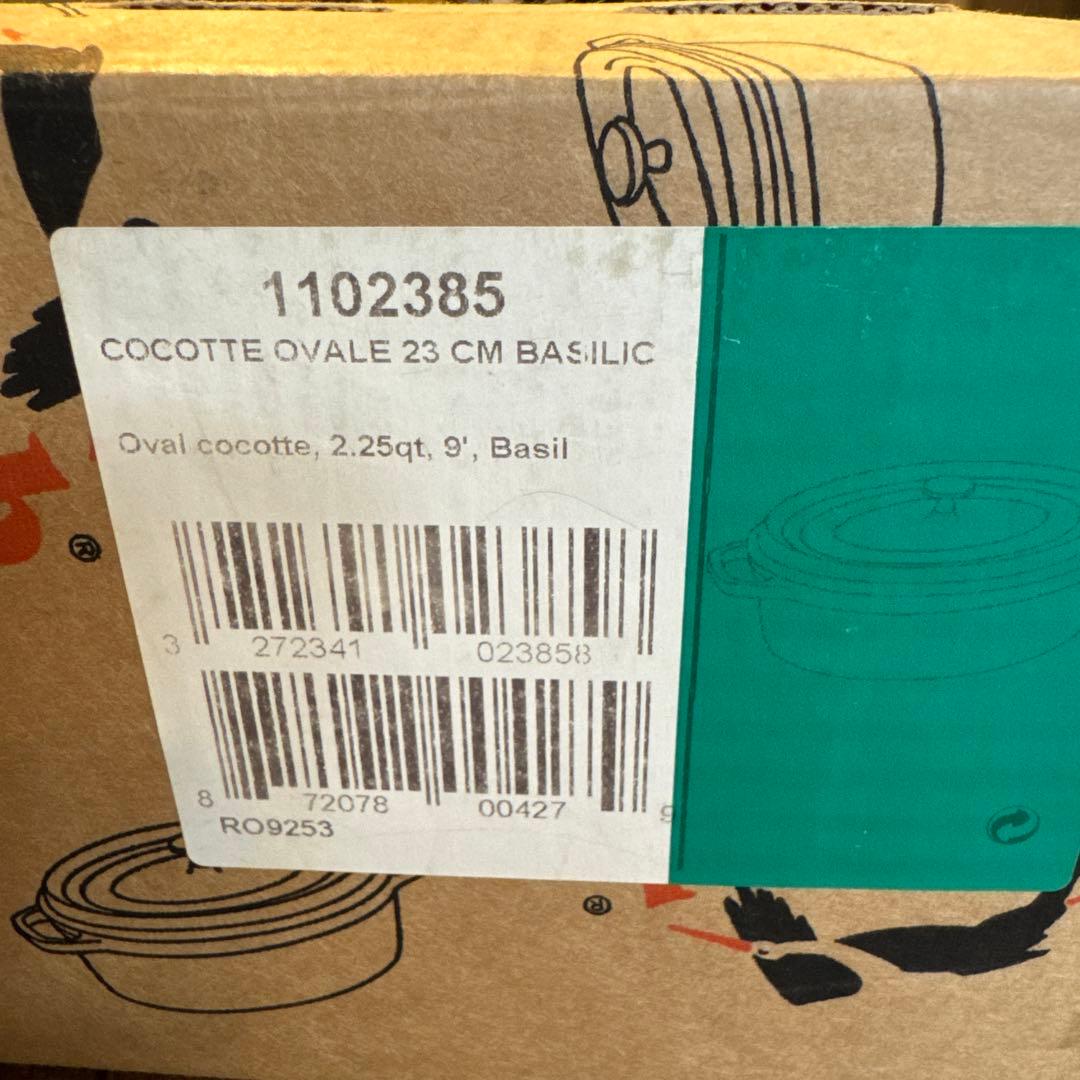 1102385
COCOTTE OVALE 23 CM BASILIC
Oval cocotte, 2.25qt, 9', Basil
3 272341 023858
8 72078 00427 9
RO9253
®
®